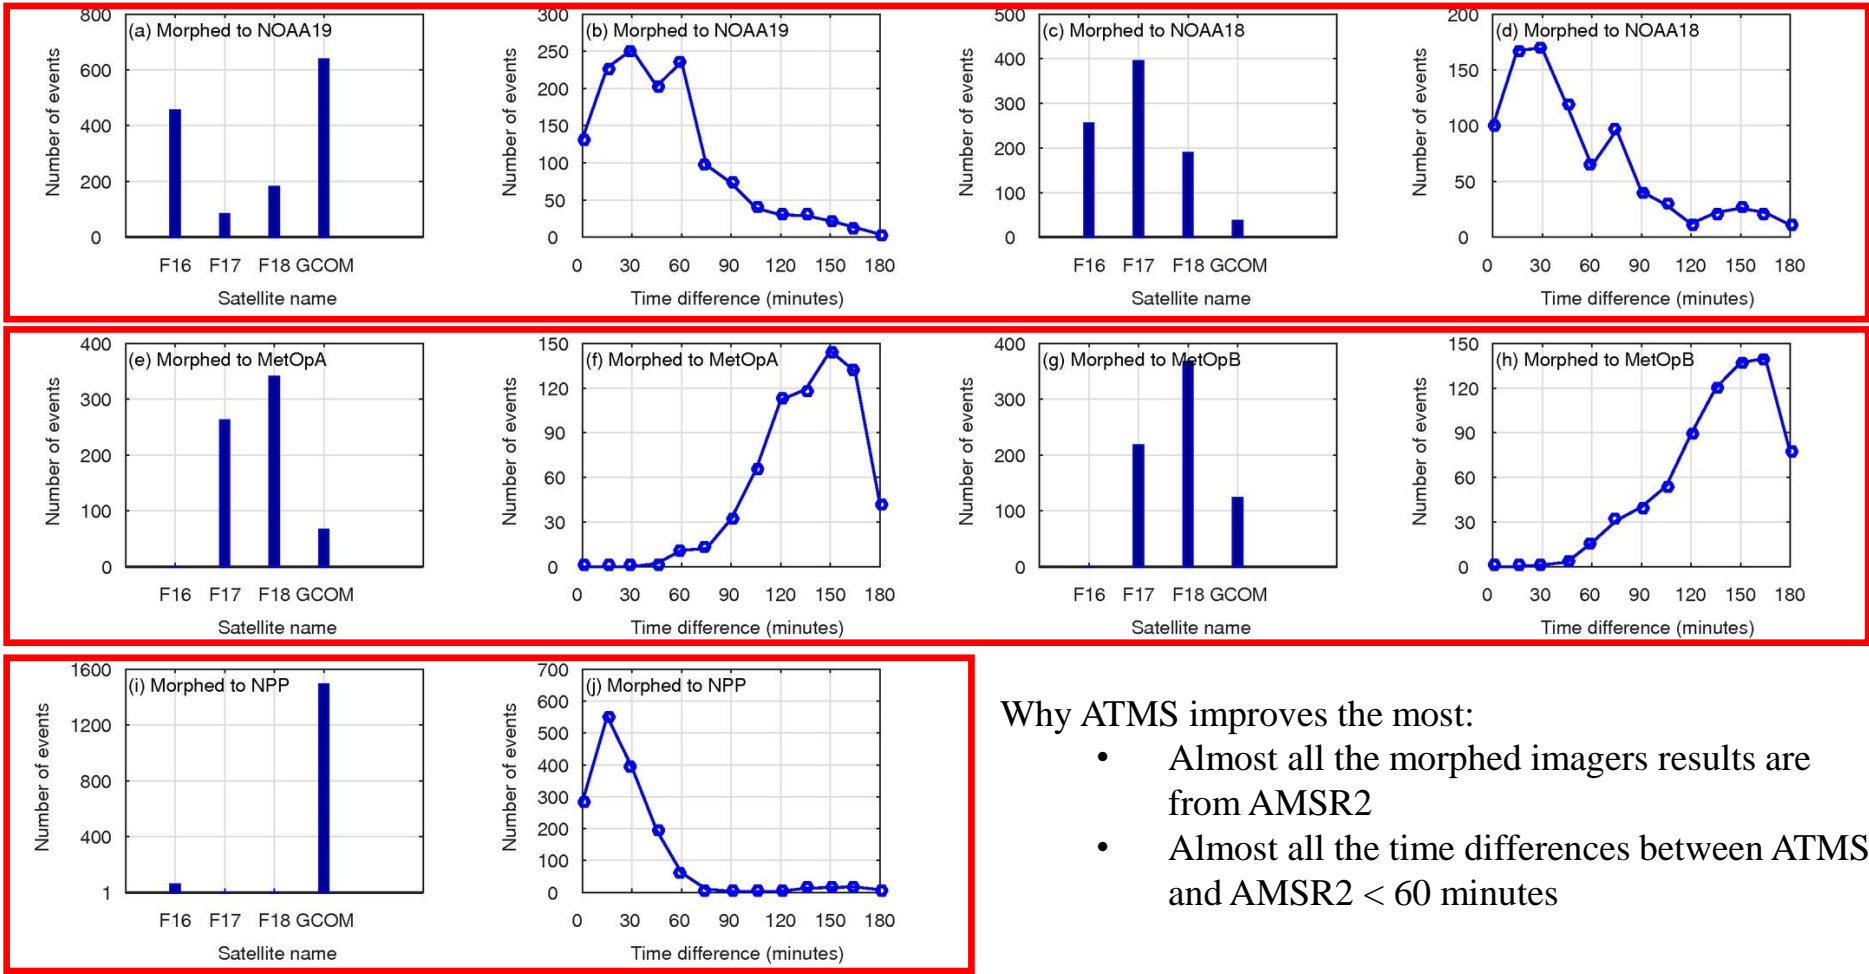 (a) Morphed to NOAA19
Number of events
800
600
400
200
0
F16 F17 F18 GCOM
Satellite name
(b) Morphed to NOAA19
Number of events
300
250
200
150
100
50
0
0 30 60 90 120 150 180
Time difference (minutes)
(c) Morphed to NOAA18
Number of events
500
400
300
200
100
0
F16 F17 F18 GCOM
Satellite name
(d) Morphed to NOAA18
Number of events
200
150
100
50
0
0 30 60 90 120 150 180
Time difference (minutes)
(e) Morphed to MetOpA
Number of events
400
300
200
100
0
F16 F17 F18 GCOM
Satellite name
(f) Morphed to MetOpA
Number of events
150
120
90
60
30
0
0 30 60 90 120 150 180
Time difference (minutes)
(g) Morphed to MetOpB
Number of events
400
300
200
100
0
F16 F17 F18 GCOM
Satellite name
(h) Morphed to MetOpB
Number of events
150
120
90
60
30
0
0 30 60 90 120 150 180
Time difference (minutes)
(i) Morphed to NPP
Number of events
1600
1200
800
400
1
F16 F17 F18 GCOM
Satellite name
(j) Morphed to NPP
Number of events
700
600
500
400
300
200
100
0
0 30 60 90 120 150 180
Time difference (minutes)
Why ATMS improves the most:
• Almost all the morphed imagers results are
from AMSR2
• Almost all the time differences between ATMS
and AMSR2 < 60 minutes